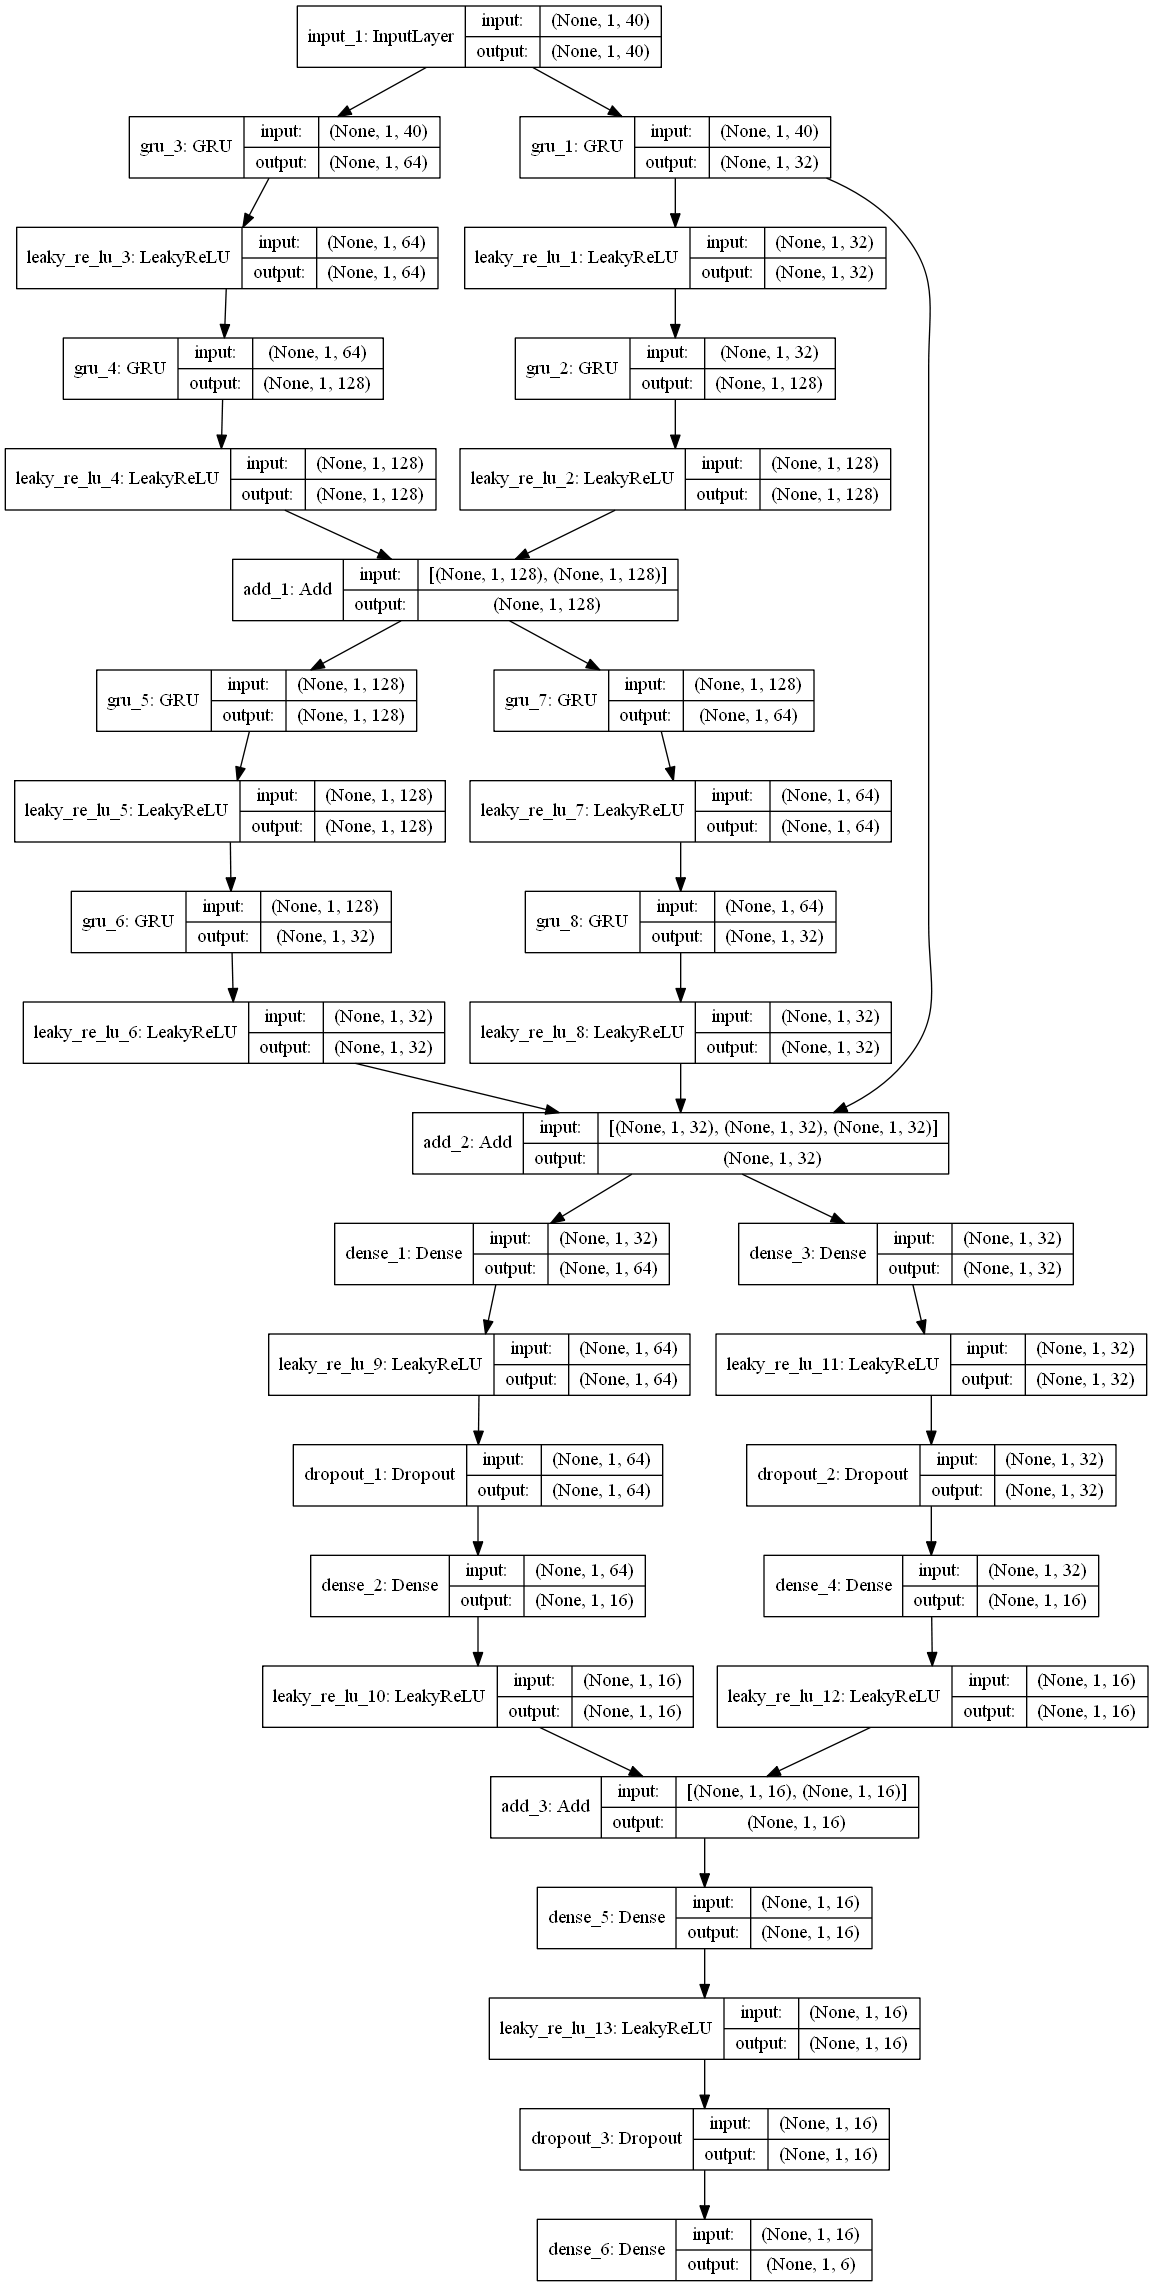 input_1: InputLayer
input: (None, 1, 40)
output: (None, 1, 40)
gru_3: GRU
input: (None, 1, 40)
output: (None, 1, 64)
gru_1: GRU
input: (None, 1, 40)
output: (None, 1, 32)
leaky_re_lu_3: LeakyReLU
input: (None, 1, 64)
output: (None, 1, 64)
leaky_re_lu_1: LeakyReLU
input: (None, 1, 32)
output: (None, 1, 32)
gru_4: GRU
input: (None, 1, 64)
output: (None, 1, 128)
gru_2: GRU
input: (None, 1, 32)
output: (None, 1, 128)
leaky_re_lu_4: LeakyReLU
input: (None, 1, 128)
output: (None, 1, 128)
leaky_re_lu_2: LeakyReLU
input: (None, 1, 128)
output: (None, 1, 128)
add_1: Add
input: [(None, 1, 128), (None, 1, 128)]
output: (None, 1, 128)
gru_5: GRU
input: (None, 1, 128)
output: (None, 1, 128)
gru_7: GRU
input: (None, 1, 128)
output: (None, 1, 64)
leaky_re_lu_5: LeakyReLU
input: (None, 1, 128)
output: (None, 1, 128)
leaky_re_lu_7: LeakyReLU
input: (None, 1, 64)
output: (None, 1, 64)
gru_6: GRU
input: (None, 1, 128)
output: (None, 1, 32)
gru_8: GRU
input: (None, 1, 64)
output: (None, 1, 32)
leaky_re_lu_6: LeakyReLU
input: (None, 1, 32)
output: (None, 1, 32)
leaky_re_lu_8: LeakyReLU
input: (None, 1, 32)
output: (None, 1, 32)
add_2: Add
input: [(None, 1, 32), (None, 1, 32), (None, 1, 32)]
output: (None, 1, 32)
dense_1: Dense
input: (None, 1, 32)
output: (None, 1, 64)
dense_3: Dense
input: (None, 1, 32)
output: (None, 1, 32)
leaky_re_lu_9: LeakyReLU
input: (None, 1, 64)
output: (None, 1, 64)
leaky_re_lu_11: LeakyReLU
input: (None, 1, 32)
output: (None, 1, 32)
dropout_1: Dropout
input: (None, 1, 64)
output: (None, 1, 64)
dropout_2: Dropout
input: (None, 1, 32)
output: (None, 1, 32)
dense_2: Dense
input: (None, 1, 64)
output: (None, 1, 16)
dense_4: Dense
input: (None, 1, 32)
output: (None, 1, 16)
leaky_re_lu_10: LeakyReLU
input: (None, 1, 16)
output: (None, 1, 16)
leaky_re_lu_12: LeakyReLU
input: (None, 1, 16)
output: (None, 1, 16)
add_3: Add
input: [(None, 1, 16), (None, 1, 16)]
output: (None, 1, 16)
dense_5: Dense
input: (None, 1, 16)
output: (None, 1, 16)
leaky_re_lu_13: LeakyReLU
input: (None, 1, 16)
output: (None, 1, 16)
dropout_3: Dropout
input: (None, 1, 16)
output: (None, 1, 16)
dense_6: Dense
input: (None, 1, 16)
output: (None, 1, 6)